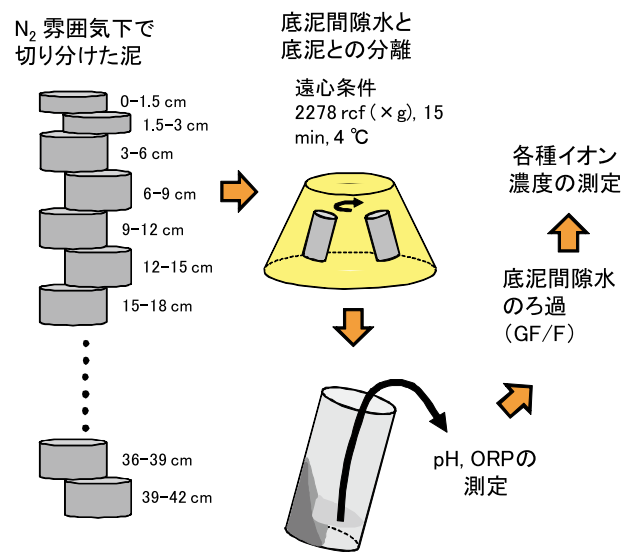 N₂ 雰囲気下で
切り分けた泥
0−1.5 cm
1.5−3 cm
3−6 cm
6−9 cm
9−12 cm
12−15 cm
15−18 cm
36−39 cm
39−42 cm
底泥間隙水と
底泥との分離
遠心条件
2278 rcf (×g), 15
min, 4 ℃
pH, ORPの
測定
底泥間隙水
のろ過
(GF/F)
各種イオン
濃度の測定